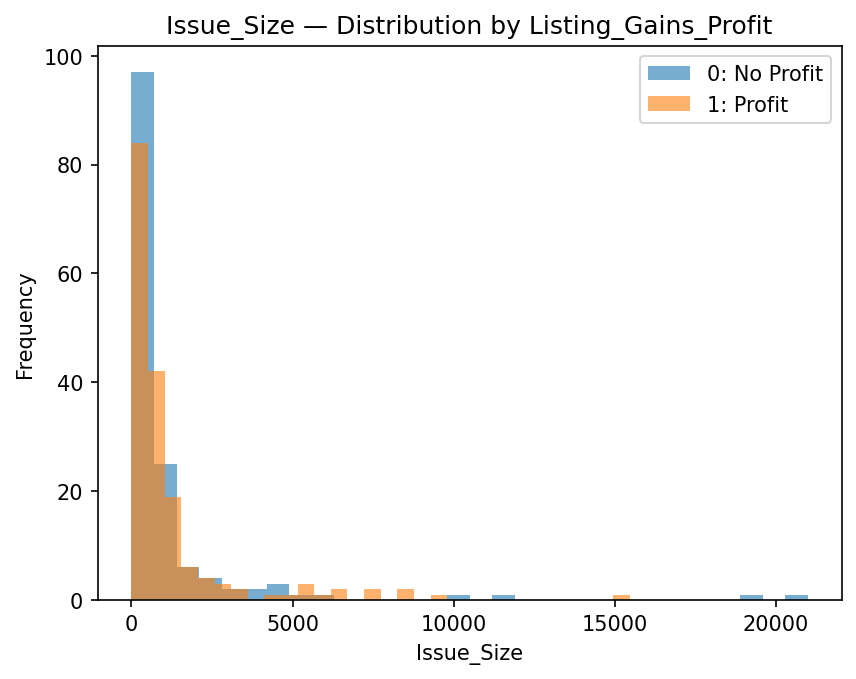 Issue_Size — Distribution by Listing_Gains_Profit
0: No Profit
1: Profit
100
80
60
40
20
0
Frequency
0
5000
10000
15000
20000
Issue_Size